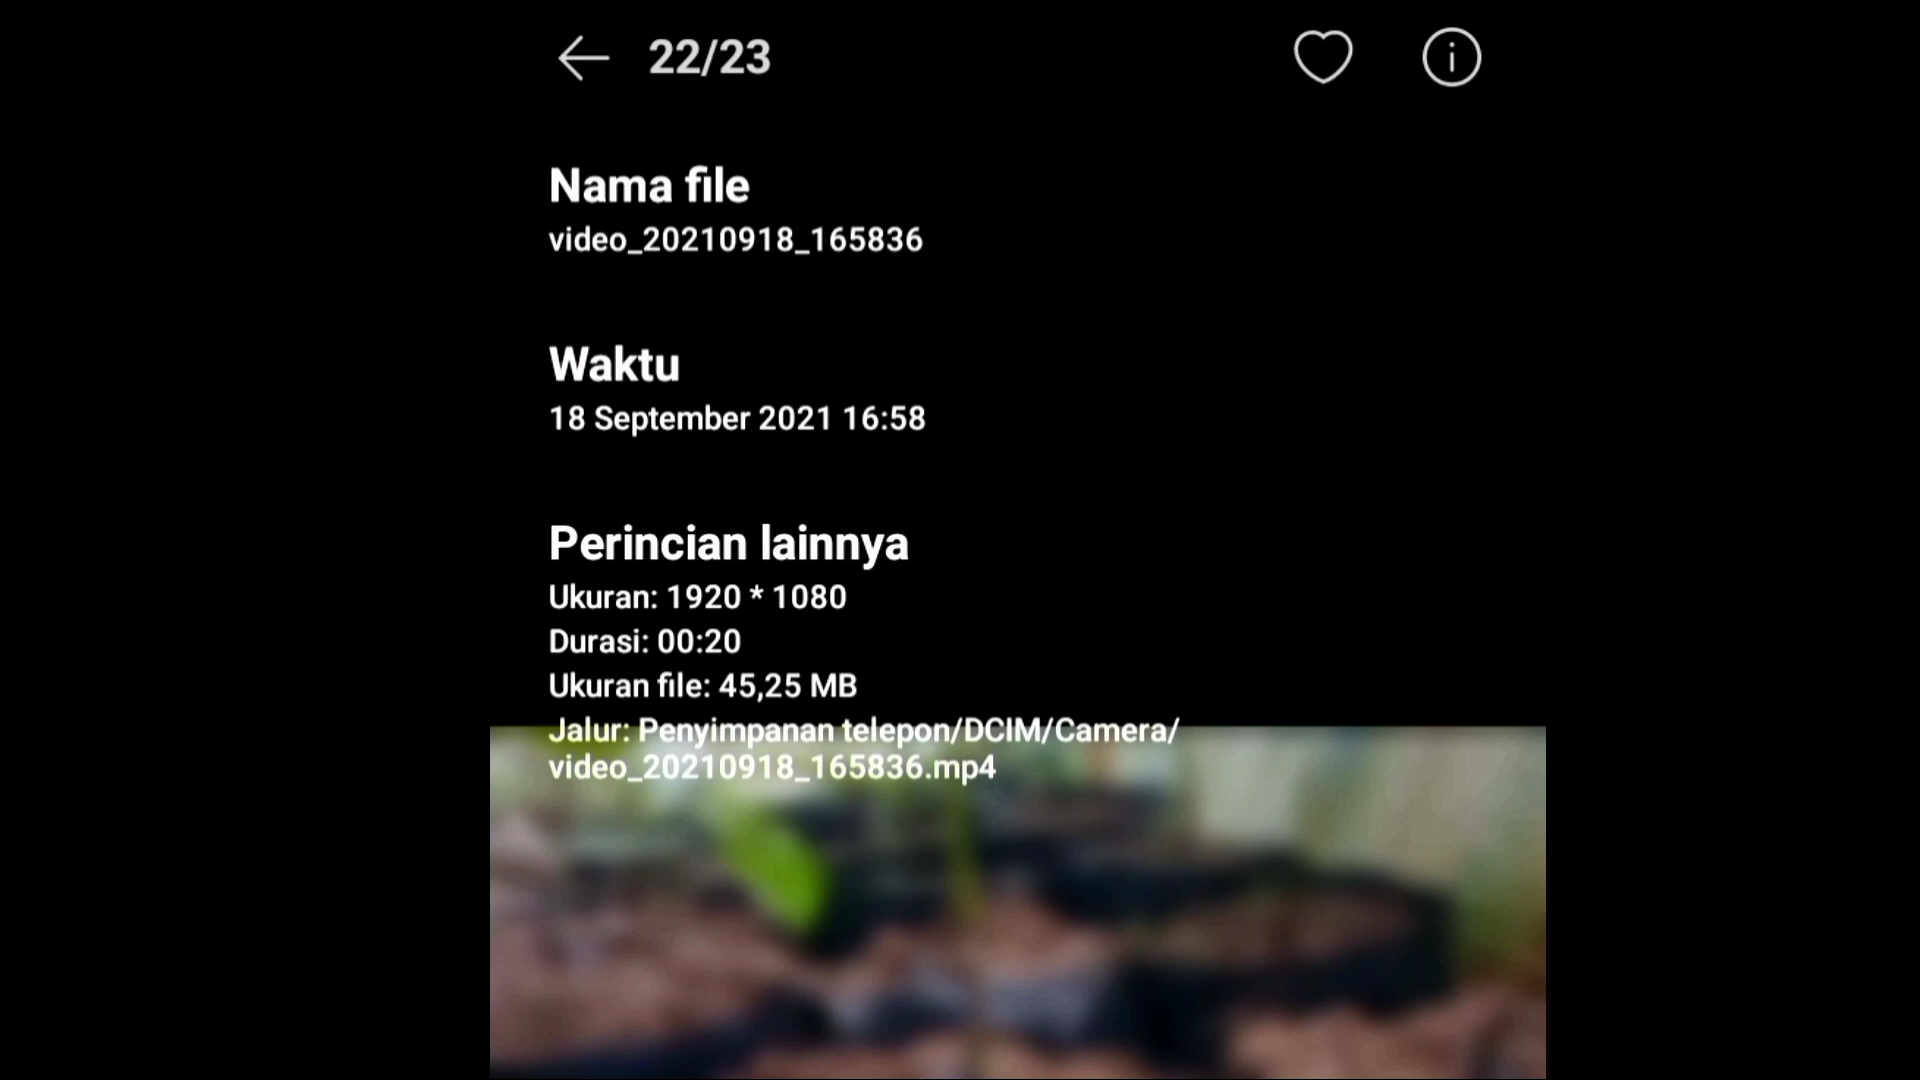 22/23
Nama file
video_20210918_165836
Waktu
18 September 2021 16:58
Perincian lainnya
Ukuran: 1920 * 1080
Durasi: 00:20
Ukuran file: 45,25 MB
Jalur: Penyimpanan telepon/DCIM/Camera/
video_20210918_165836.mp4